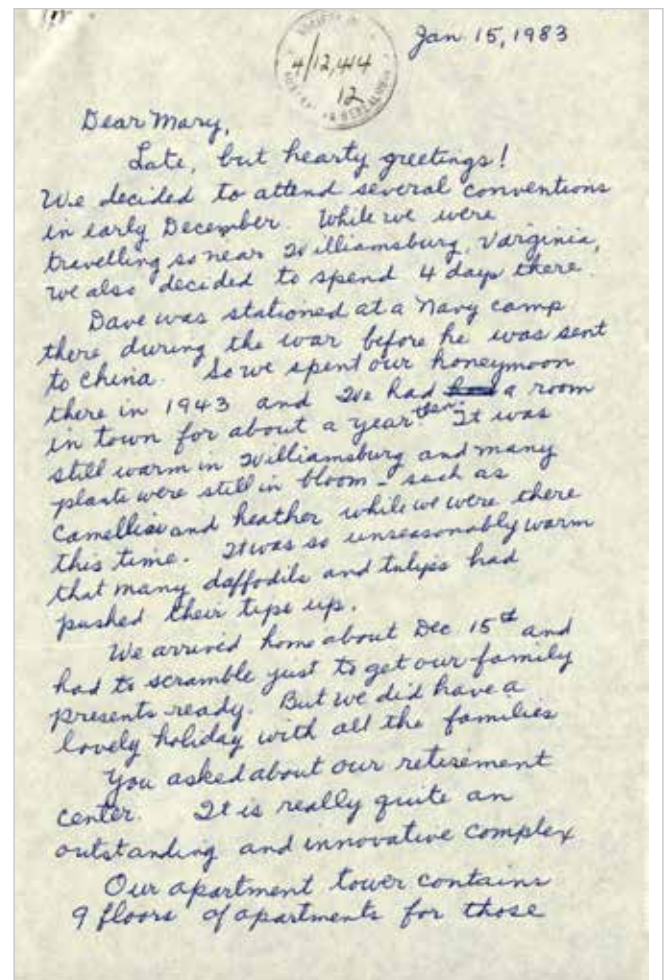 Jan 15, 1983
4/12,444
12
Dear Mary,
Late, but hearty greetings!
We decided to attend several conventions
in early December. While we were
travelling so near Williamsburg, Varginia,
we also decided to spend 4 days there.
Dave was stationed at a Navy camp
there during the war before he was sent
to China. So we spent our honeymoon
there in 1943 and we had had a room
in town for about a year then. It was
still warm in Williamsburg and many
plants were still in bloom - such as
Camellias and heather while we were there
this time. It was so unseasonably warm
that many daffodils and tulips had
pushed their tips up.
We arrived home about Dec 15th and
had to scramble just to get our family
presents ready. But we did have a
lovely holiday with all the families
You asked about our retirement
center. It is really quite an
outstanding and innovative complex
Our apartment tower contains
9 floors of apartments for those